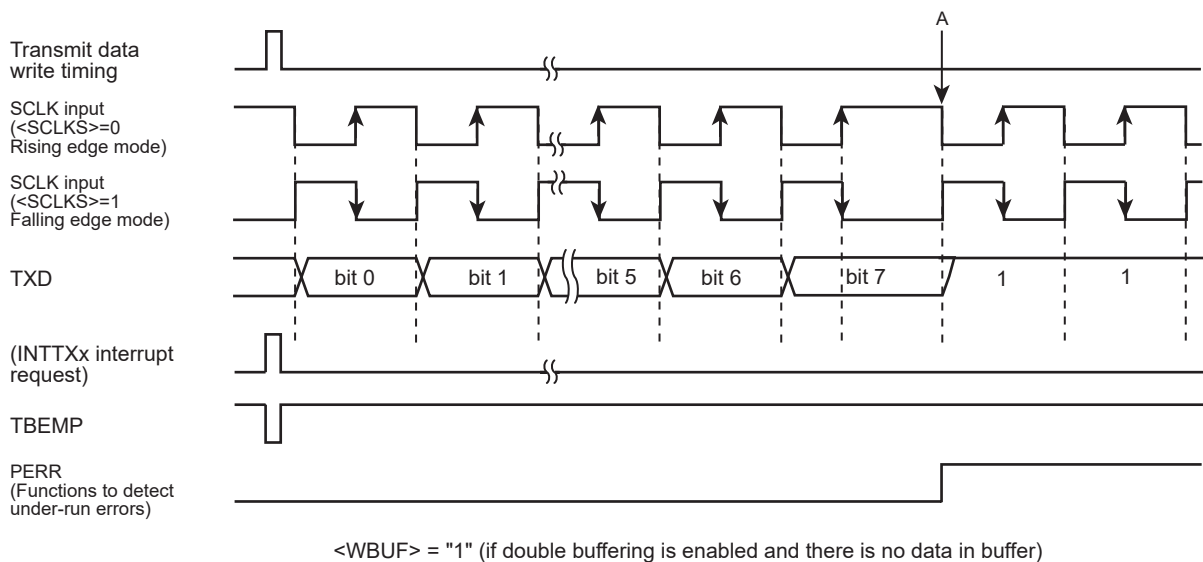 A
Transmit data
write timing
SCLK input
(<SCLKS>=0
Rising edge mode)
SCLK input
(<SCLKS>=1
Falling edge mode)
TXD
bit 0
bit 1
bit 5
bit 6
bit 7
1
1
(INTTXx interrupt
request)
TBEMP
PERR
(Functions to detect
under-run errors)
<WBUF> = "1" (if double buffering is enabled and there is no data in buffer)